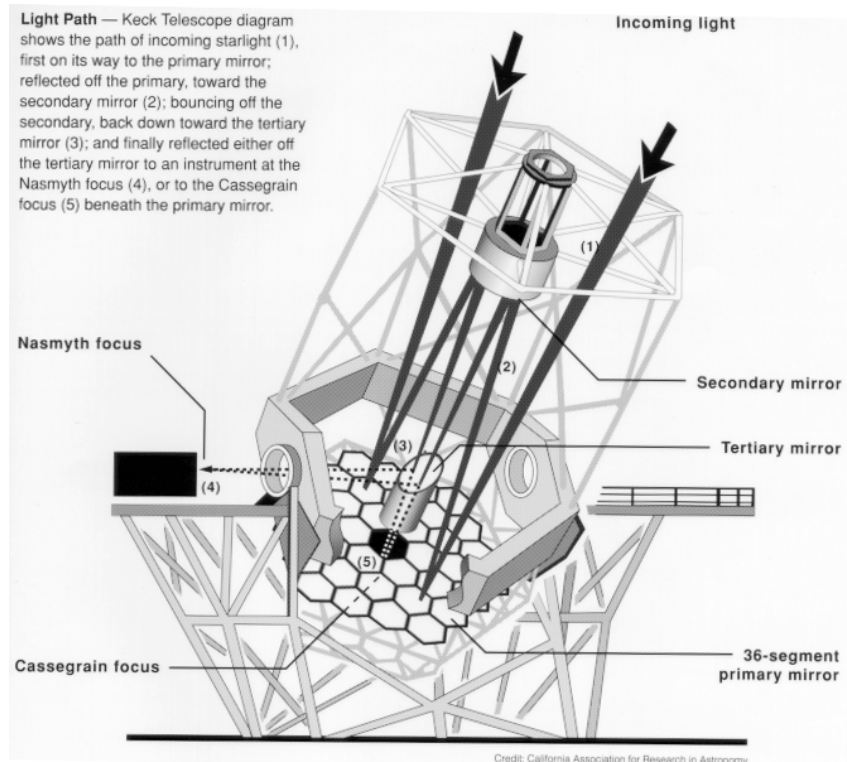 Light Path — Keck Telescope diagram
shows the path of incoming starlight (1),
first on its way to the primary mirror;
reflected off the primary, toward the
secondary mirror (2); bouncing off the
secondary, back down toward the tertiary
mirror (3); and finally reflected either off
the tertiary mirror to an instrument at the
Nasmyth focus (4), or to the Cassegrain
focus (5) beneath the primary mirror.
Incoming light
(1)
Nasmyth focus
(2)
Secondary mirror
(3)
Tertiary mirror
(4)
(5)
Cassegrain focus
36-segment
primary mirror
Credit: California Association for Research in Astronomy